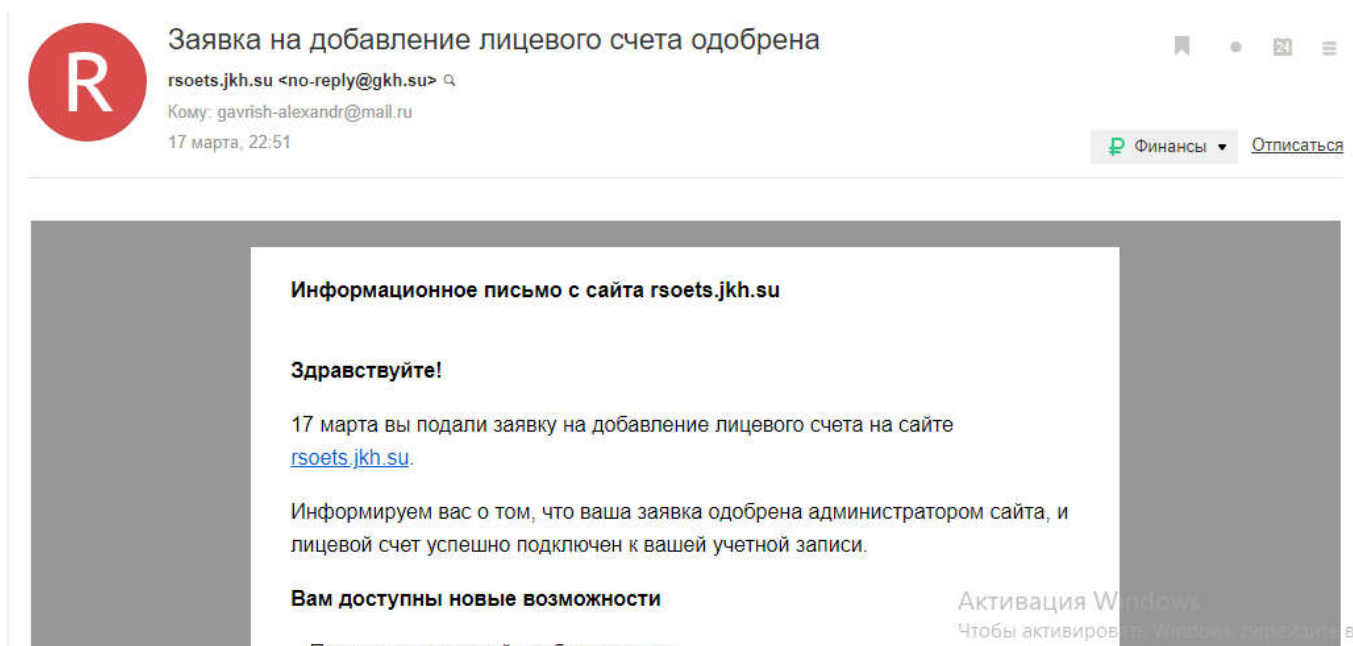 Заявка на добавление лицевого счета одобрена
R
rsoets.jkh.su <no-reply@gkh.su>
24
Кому: gavrish-alexandr@mail.ru
17 марта, 22:51
₽ Финансы
Отписаться
Информационное письмо с сайта rsoets.jkh.su
Здравствуйте!
17 марта вы подали заявку на добавление лицевого счета на сайте
rsoets.jkh.su.
Информируем вас о том, что ваша заявка одобрена администратором сайта, и
лицевой счет успешно подключен к вашей учетной записи.
Вам доступны новые возможности
Активация Windows
Чтобы активировать Windows, перейдите в